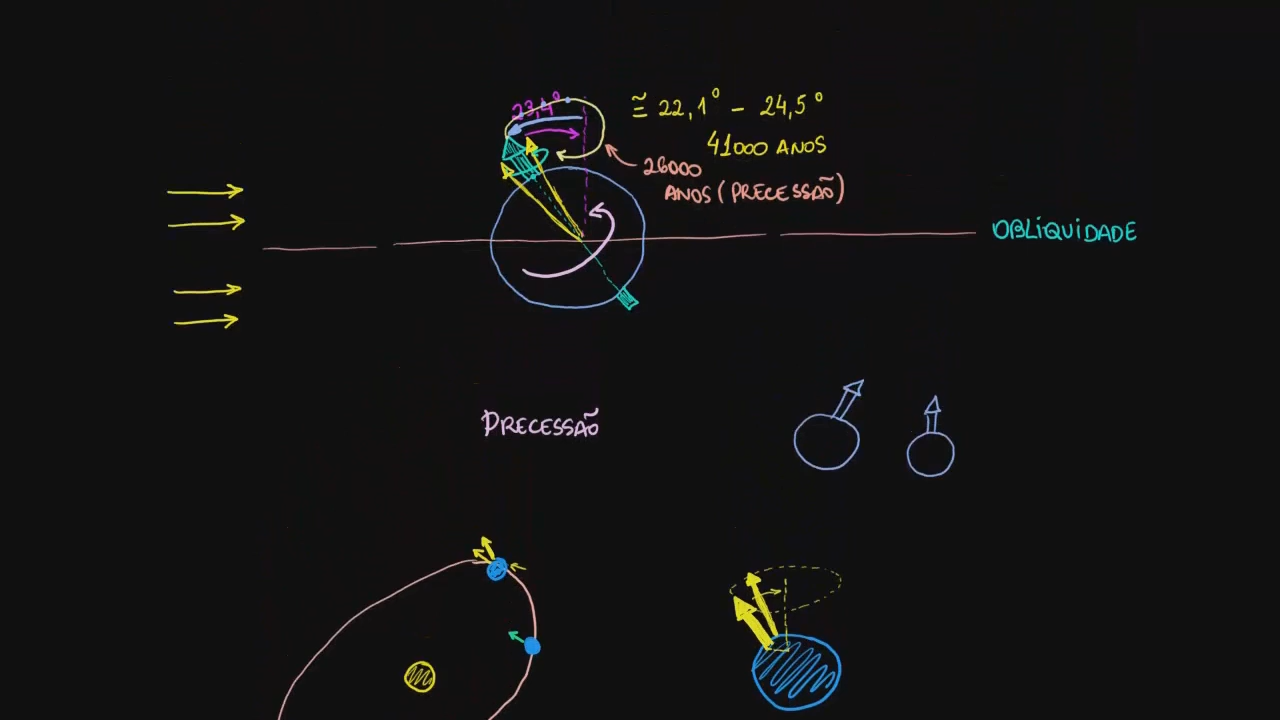 23,4°
≅ 22,1° - 24,5°
41000 ANOS
26000
ANOS (PRECESSÃO)
OBLIQUIDADE
PRECESSÃO